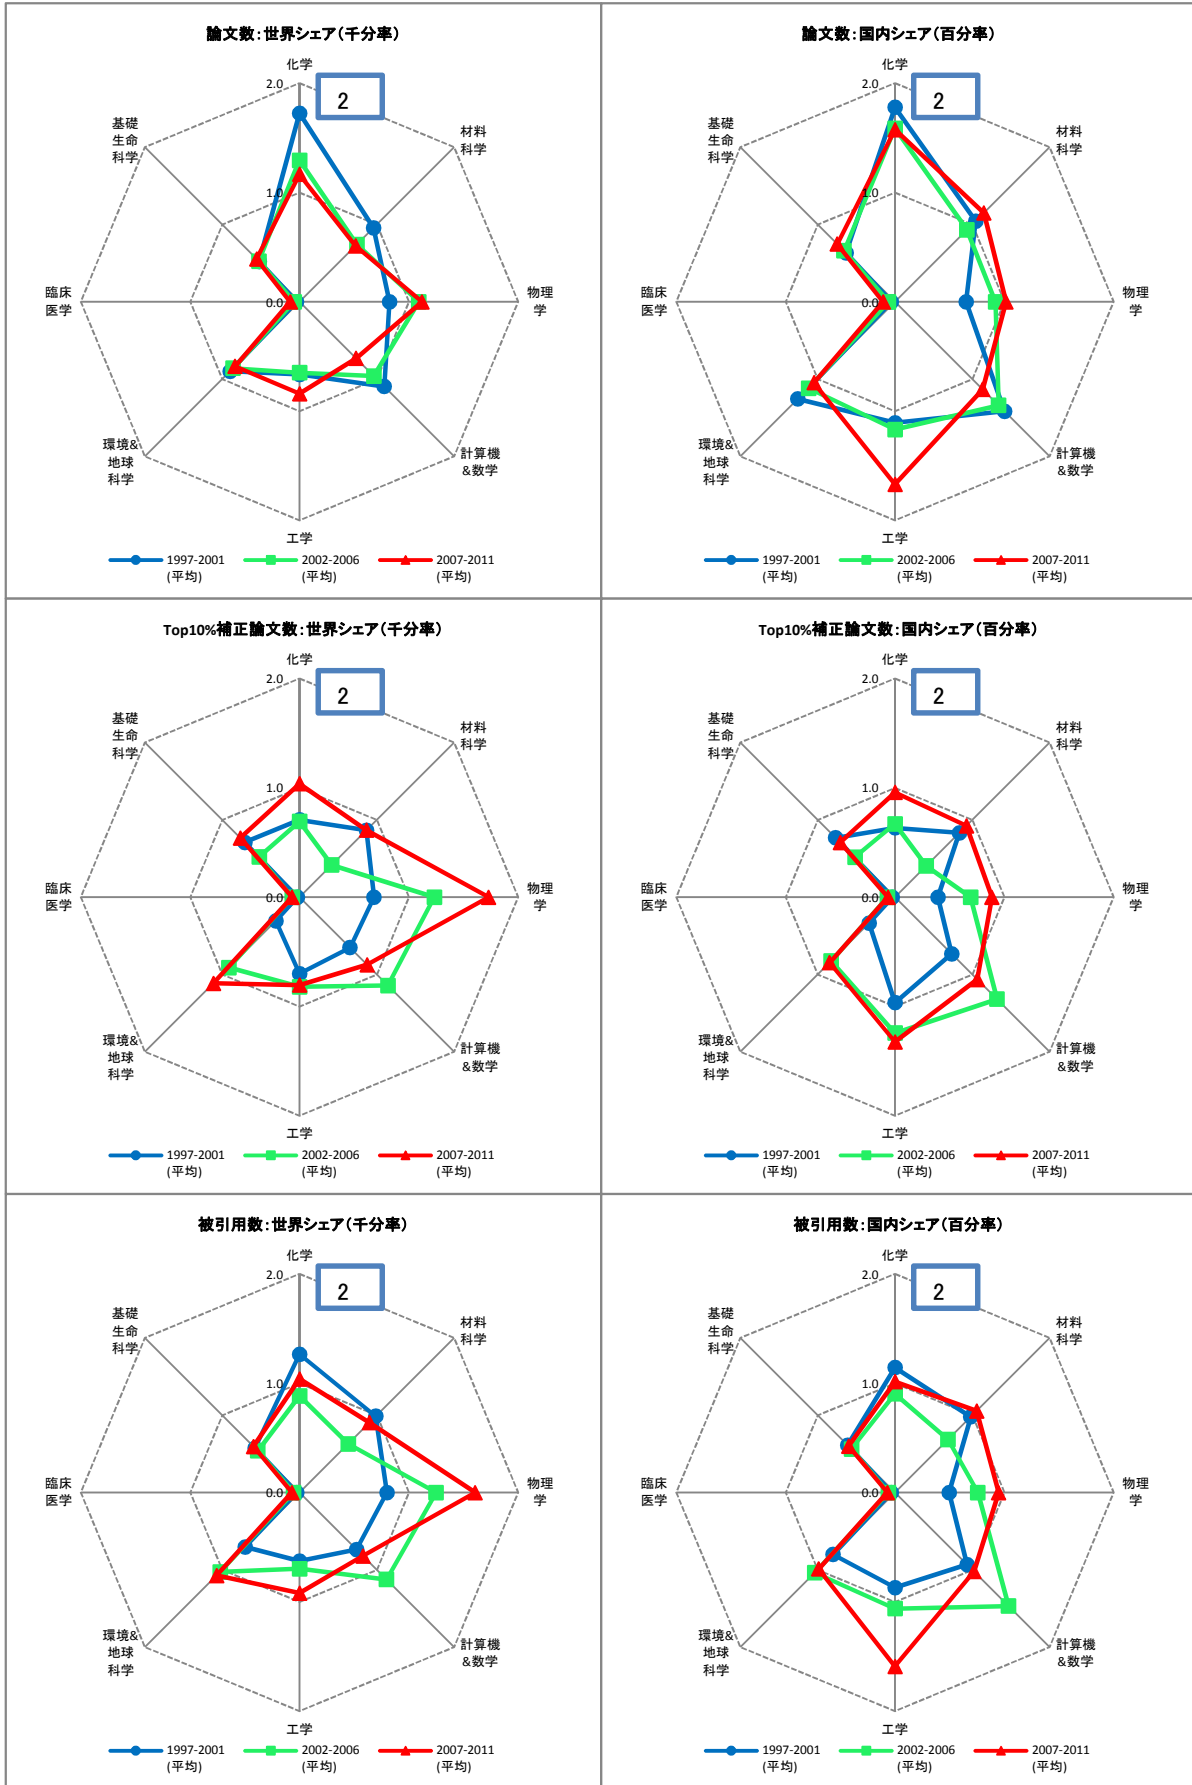 論文数：世界シェア（千分率）
化学
2.0
2
材料
科学
1.0
物理
学
0.0
計算機
&数学
工学
環境&
地球
科学
臨床
医学
基礎
生命
科学
1997-2001
(平均)
2002-2006
(平均)
2007-2011
(平均)
論文数：国内シェア（百分率）
化学
2.0
2
材料
科学
1.0
物理
学
0.0
計算機
&数学
工学
環境&
地球
科学
臨床
医学
基礎
生命
科学
1997-2001
(平均)
2002-2006
(平均)
2007-2011
(平均)
Top10%補正論文数：世界シェア（千分率）
化学
2.0
2
材料
科学
1.0
物理
学
0.0
計算機
&数学
工学
環境&
地球
科学
臨床
医学
基礎
生命
科学
1997-2001
(平均)
2002-2006
(平均)
2007-2011
(平均)
Top10%補正論文数：国内シェア（百分率）
化学
2.0
2
材料
科学
1.0
物理
学
0.0
計算機
&数学
工学
環境&
地球
科学
臨床
医学
基礎
生命
科学
1997-2001
(平均)
2002-2006
(平均)
2007-2011
(平均)
被引用数：世界シェア（千分率）
化学
2.0
2
材料
科学
1.0
物理
学
0.0
計算機
&数学
工学
環境&
地球
科学
臨床
医学
基礎
生命
科学
1997-2001
(平均)
2002-2006
(平均)
2007-2011
(平均)
被引用数：国内シェア（百分率）
化学
2.0
2
材料
科学
1.0
物理
学
0.0
計算機
&数学
工学
環境&
地球
科学
臨床
医学
基礎
生命
科学
1997-2001
(平均)
2002-2006
(平均)
2007-2011
(平均)